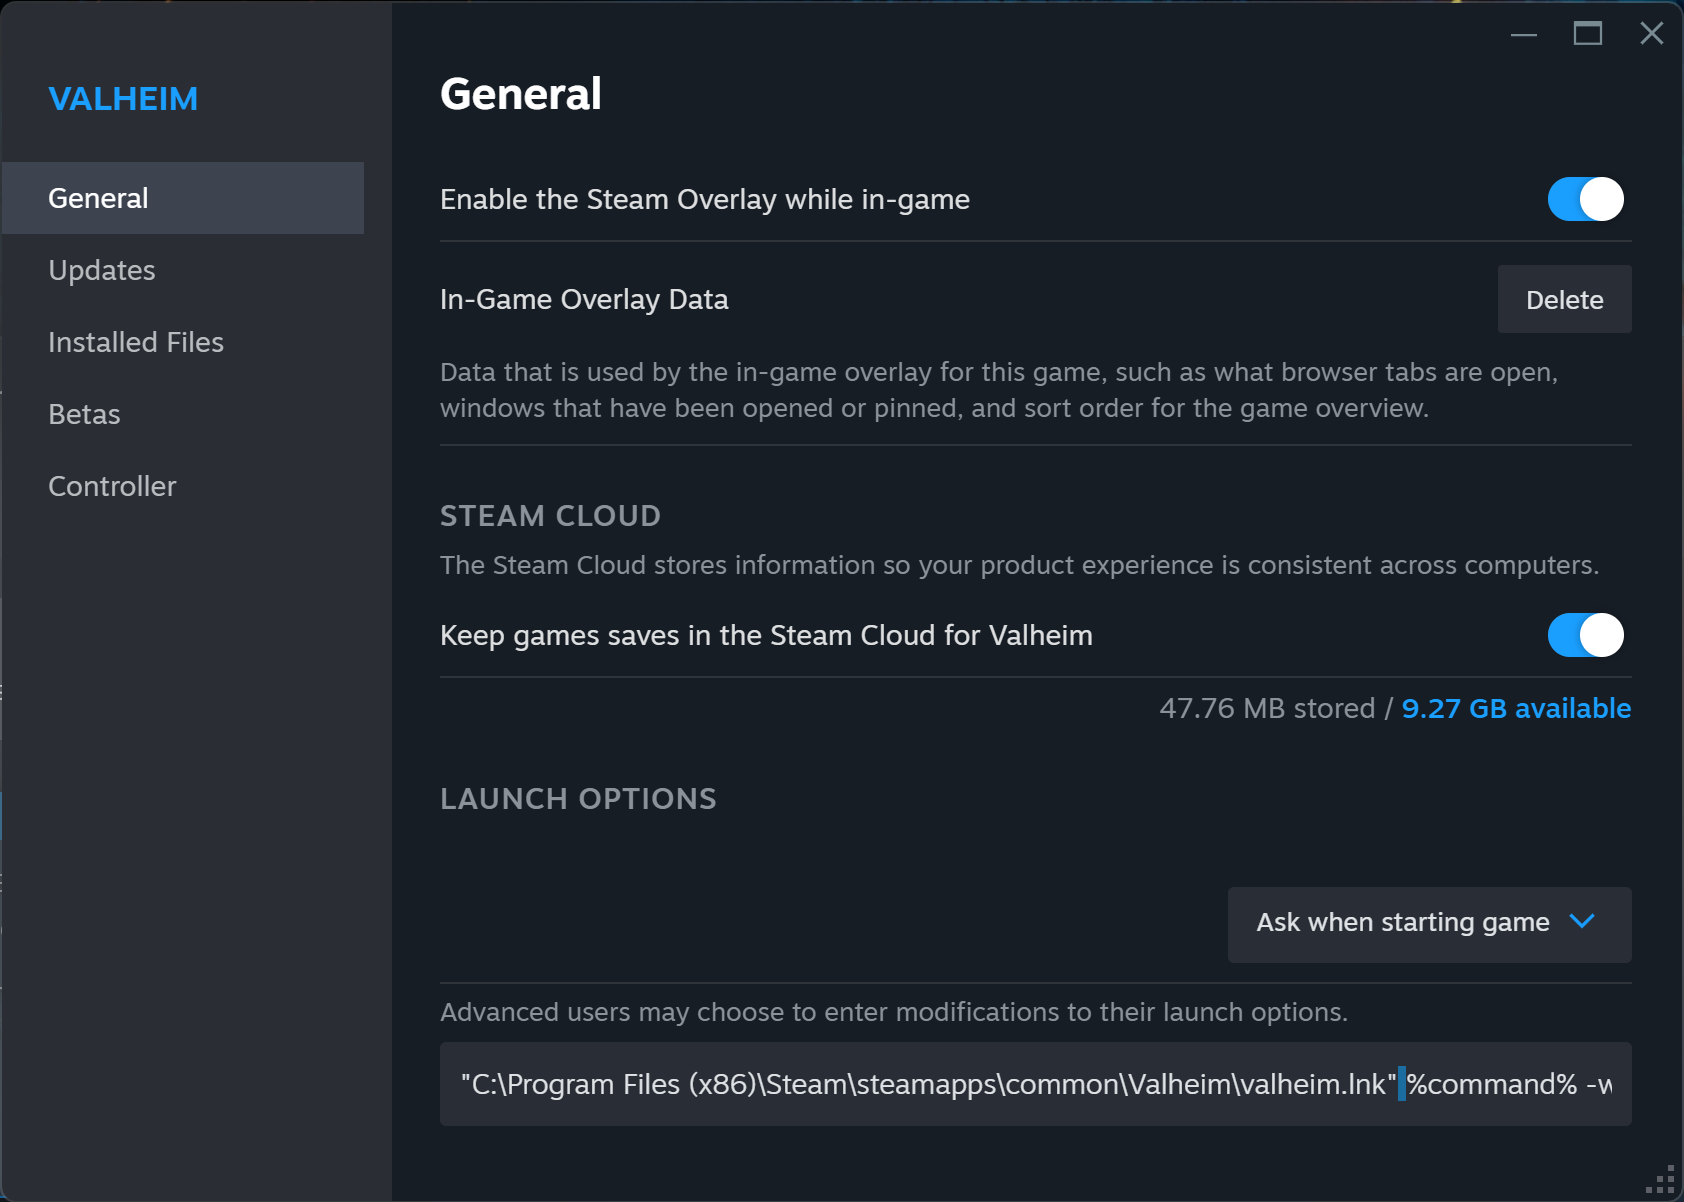 VALHEIM
General
Updates
Installed Files
Betas
Controller
General
Enable the Steam Overlay while in-game
In-Game Overlay Data
Delete
Data that is used by the in-game overlay for this game, such as what browser tabs are open,
windows that have been opened or pinned, and sort order for the game overview.
STEAM CLOUD
The Steam Cloud stores information so your product experience is consistent across computers.
Keep games saves in the Steam Cloud for Valheim
47.76 MB stored / 9.27 GB available
LAUNCH OPTIONS
Ask when starting game
Advanced users may choose to enter modifications to their launch options.
"C:\Program Files (x86)\Steam\steamapps\common\Valheim\valheim.lnk" %command% -w